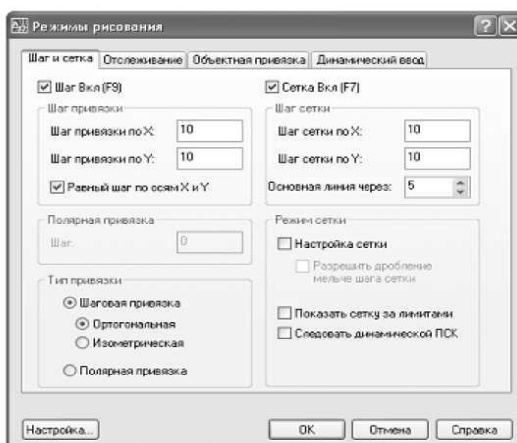 Режимы рисования
Шаг и сетка Отслеживание Объектная привязка Динамический ввод
Шаг Вкл (F9)
Шаг привязки
Шаг привязки по X: 10
Шаг привязки по Y: 10
Равный шаг по осям X и Y
Полярная привязка
Шаг: 0
Тип привязки
Шаговая привязка
Ортогональная
Изометрическая
Полярная привязка
Сетка Вкл (F7)
Шаг сетки
Шаг сетки по X: 10
Шаг сетки по Y: 10
Основная линия через: 5
Режим сетки
Настройка сетки
Разрешить дробление
мельче шага сетки
Показать сетку за лимитами
Следовать динамической ПСК
Настройка... OK Отмена Справка